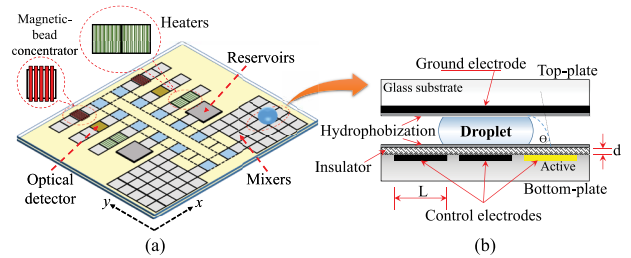 (a)
Magnetic-
bead
concentrator
Heaters
Reservoirs
Optical
detector
Mixers
y
x
(b)
Ground electrode
Top-plate
Glass substrate
Hydrophobization
Droplet
Θ
d
Insulator
Active
L
Bottom-plate
Control electrodes